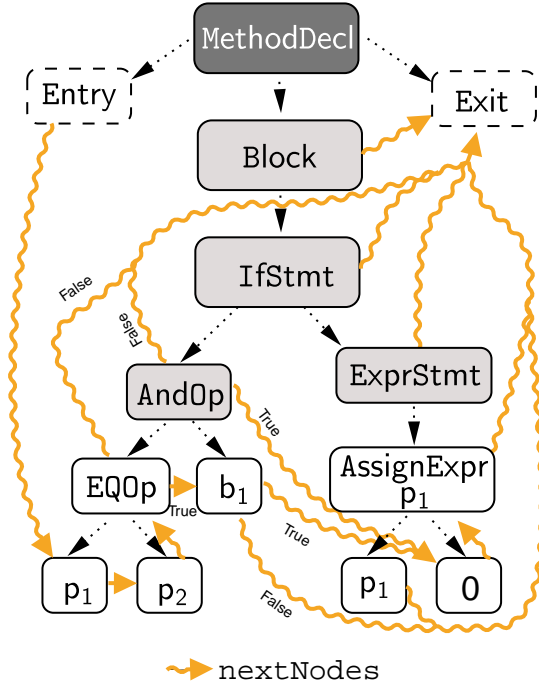 MethodDecl
Entry
Exit
Block
IfStmt
False
False
ExprStmt
AndOp
True
AssignExpr
p1
EQOp
b1
True
True
p1
p2
False
p1
0
nextNodes